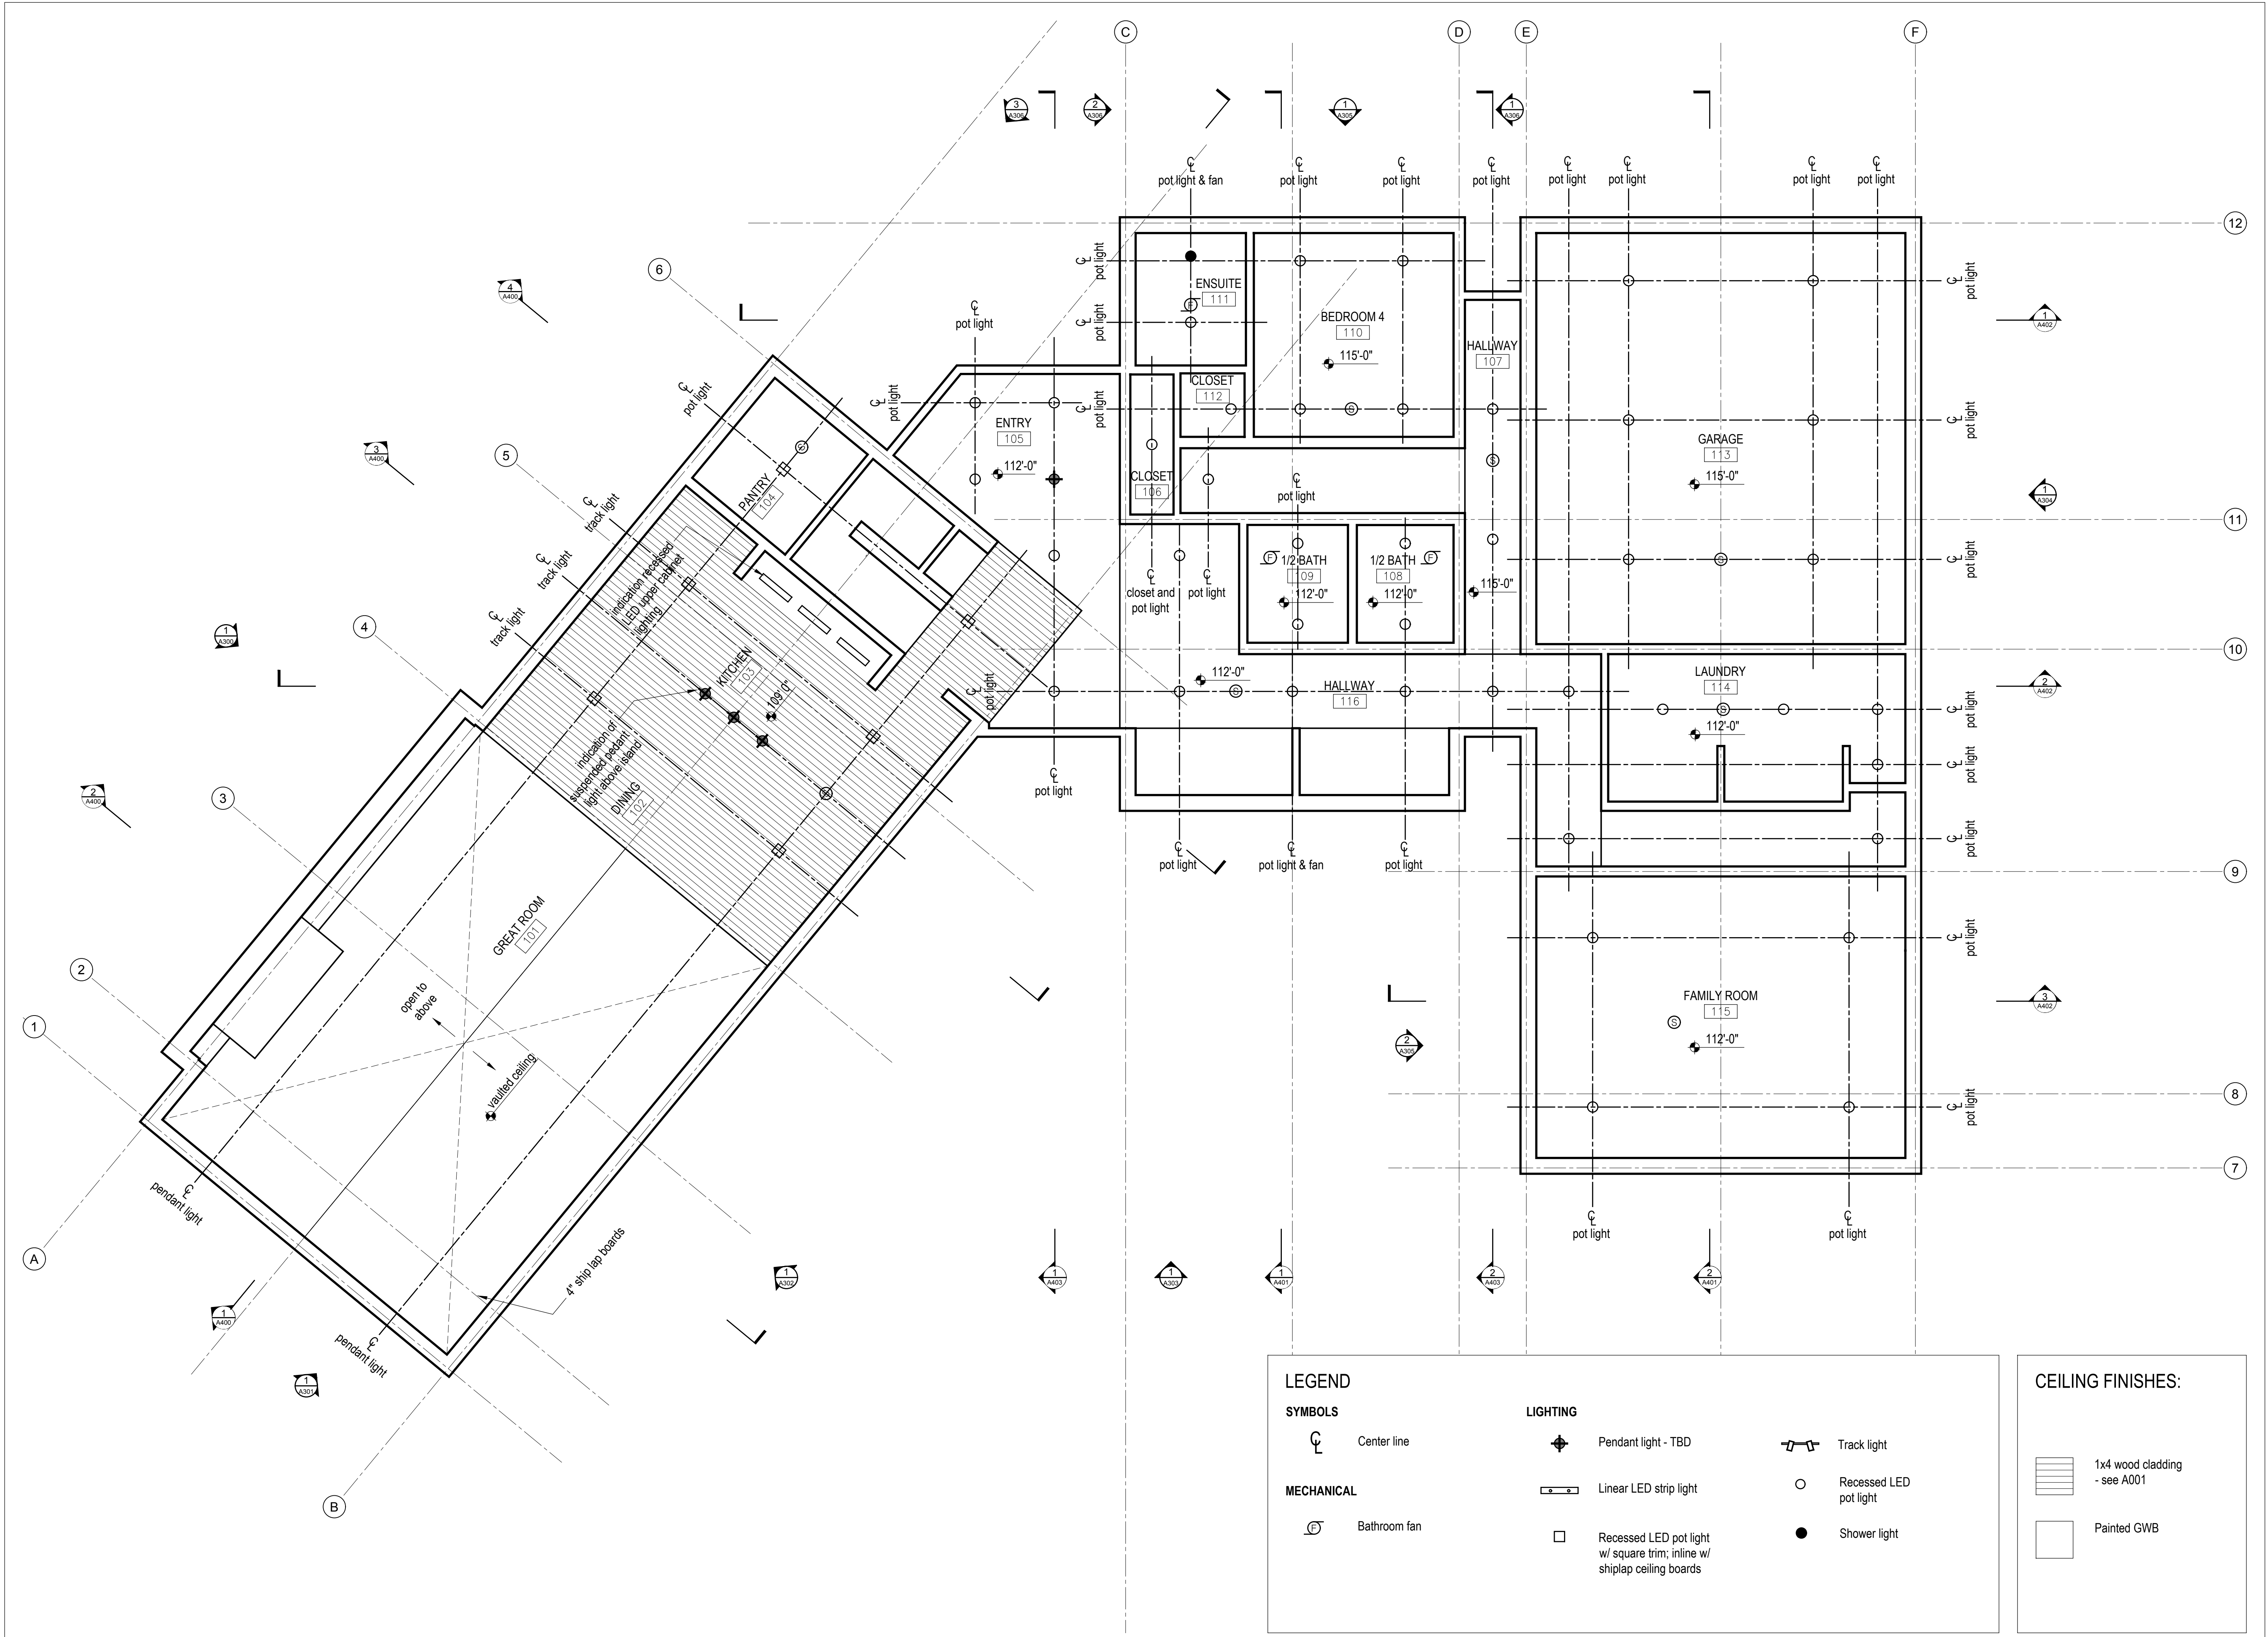 C
D
E
F
3
A306
2
A306
1
A305
1
A306
℄
pot light & fan
℄
pot light
℄
pot light
℄
pot light
℄
pot light
℄
pot light
℄
pot light
℄
pot light
12
6
4
A400
℄
pot light
℄
pot light
℄
pot light
℄
pot light
℄
pot light
℄
pot light
ENSUITE
111
F
BEDROOM 4
110
115'-0"
HALLWAY
107
℄
pot light
1
A402
℄
pot light
CLOSET
112
S
ENTRY
105
112'-0"
℄
pot light
5
3
A400
S
PANTRY
104
CLOSET
106
℄
pot light
S
GARAGE
113
115'-0"
1
A304
℄
track light
℄
track light
℄
track light
indication recessed
LED upper cabinet
lighting
11
F
1/2 BATH
109
112'-0"
1/2 BATH
108
F
112'-0"
115'-0"
S
℄
pot light
℄
closet and
pot light
℄
pot light
4
1
A300
KITCHEN
103
109'-0"
10
℄
pot light
112'-0"
S
HALLWAY
116
LAUNDRY
114
S
112'-0"
℄
pot light
2
A402
℄
pot light
indication of
suspended pedant
light above island
DINING
102
S
℄
pot light
3
2
A400
℄
pot light
℄
pot light & fan
℄
pot light
℄
pot light
9
GREAT ROOM
101
℄
pot light
2
open to
above
FAMILY ROOM
115
S
112'-0"
3
A402
1
vaulted ceiling
2
A305
8
℄
pot light
7
℄
pendant light
℄
pot light
℄
pot light
A
4" ship lap boards
1
A302
1
A403
1
A303
1
A401
2
A403
2
A401
1
A400
℄
pendant light
1
A301
B
LEGEND
SYMBOLS
℄
Center line
MECHANICAL
F
Bathroom fan
LIGHTING
Pendant light - TBD
Linear LED strip light
Recessed LED pot light
w/ square trim; inline w/
shiplap ceiling boards
Track light
Recessed LED
pot light
Shower light
CEILING FINISHES:
1x4 wood cladding
- see A001
Painted GWB